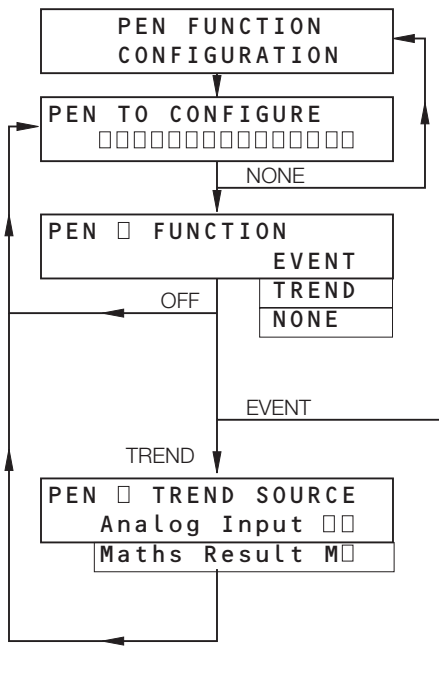 PEN FUNCTION
CONFIGURATION
PEN TO CONFIGURE
□□□□□□□□□□□□□□□
NONE
PEN □ FUNCTION
EVENT
TREND
NONE
OFF
EVENT
TREND
PEN □ TREND SOURCE
Analog Input □□
Maths Result M□